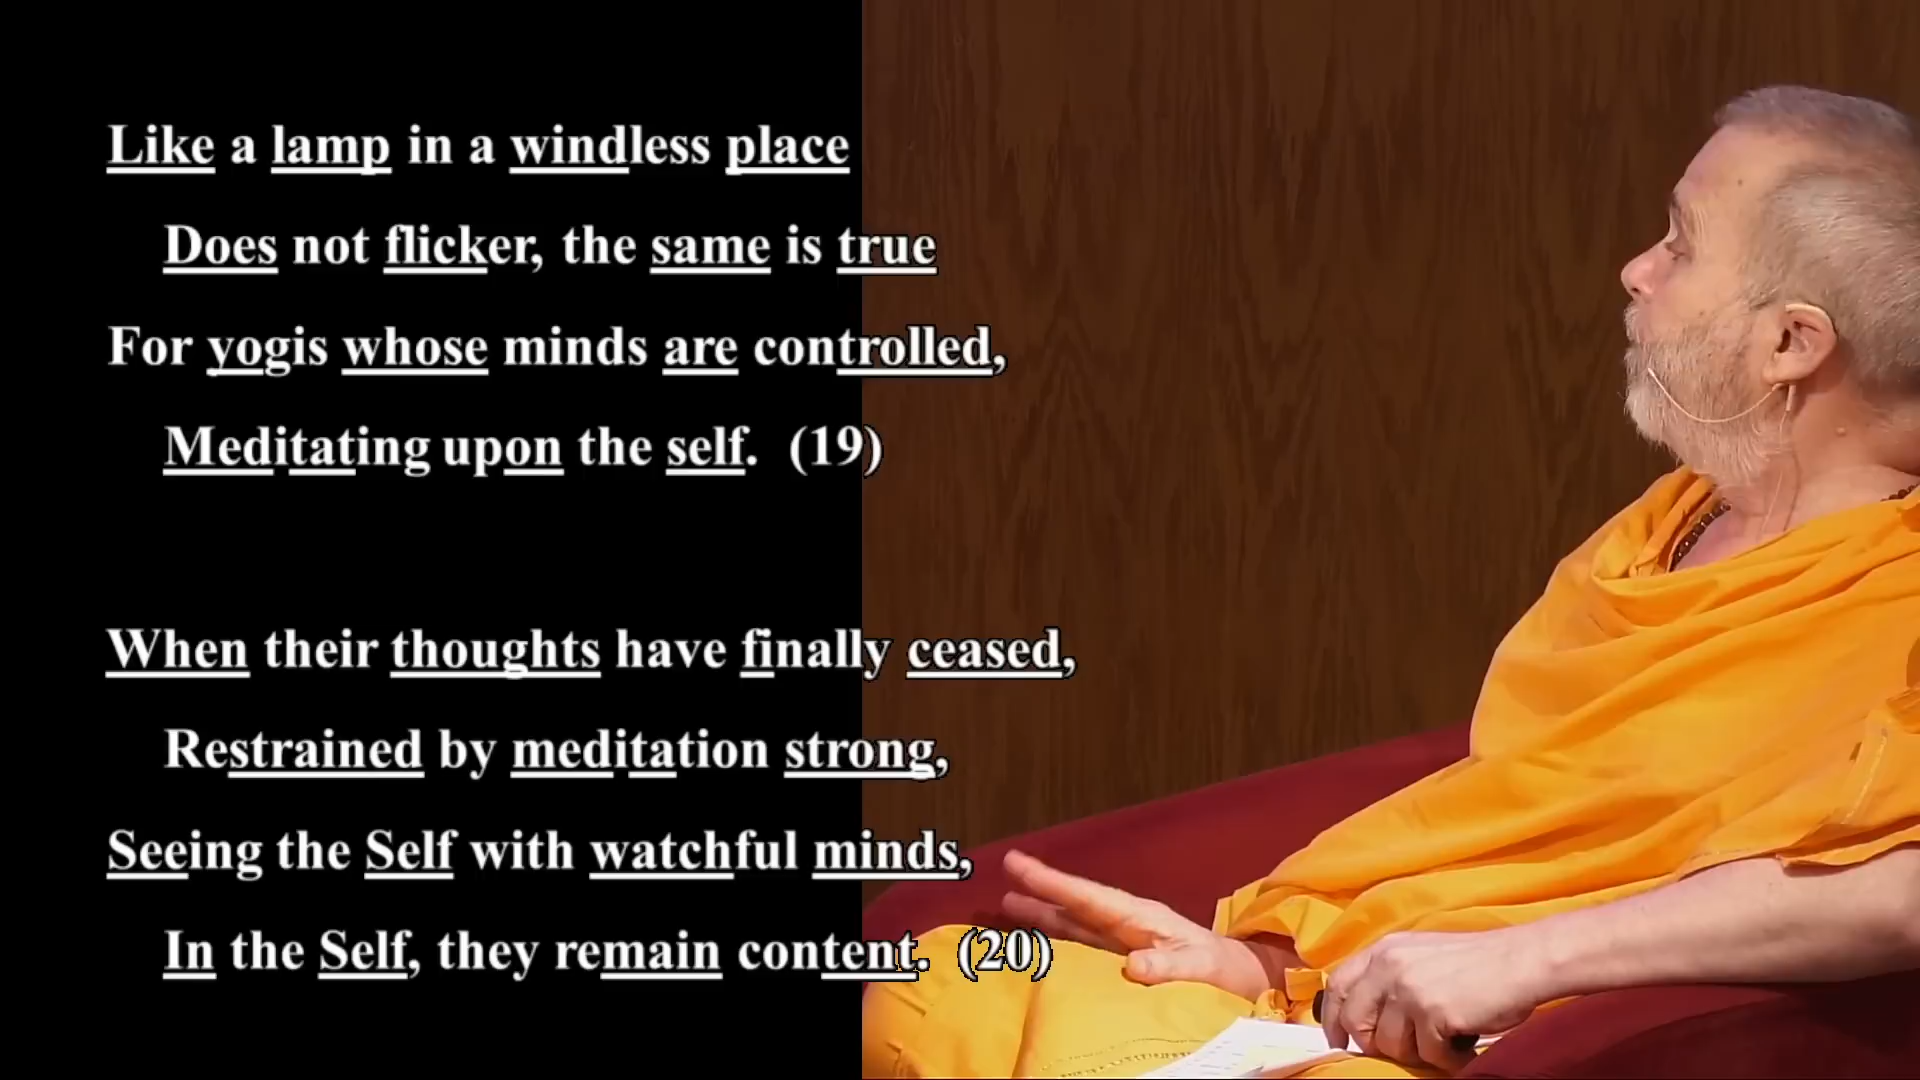 Like a lamp in a windless place
Does not flicker, the same is true
For yogis whose minds are controlled,
Meditating upon the self. (19)
When their thoughts have finally ceased,
Restrained by meditation strong,
Seeing the Self with watchful minds,
In the Self, they remain content. (20)